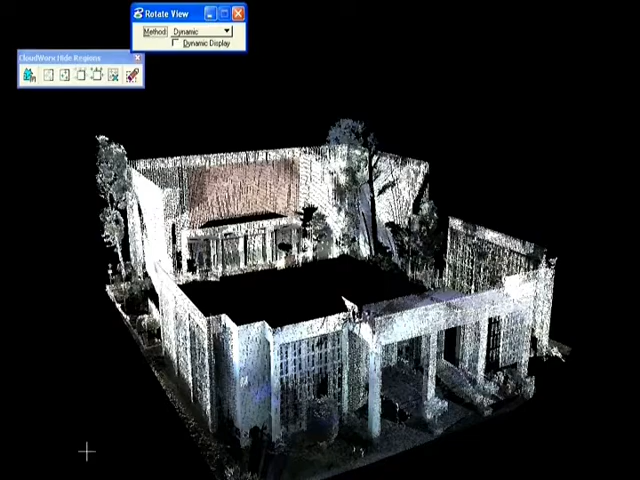 Rotate View
Method: Dynamic
Dynamic Display
CloudWorx Hide Regions